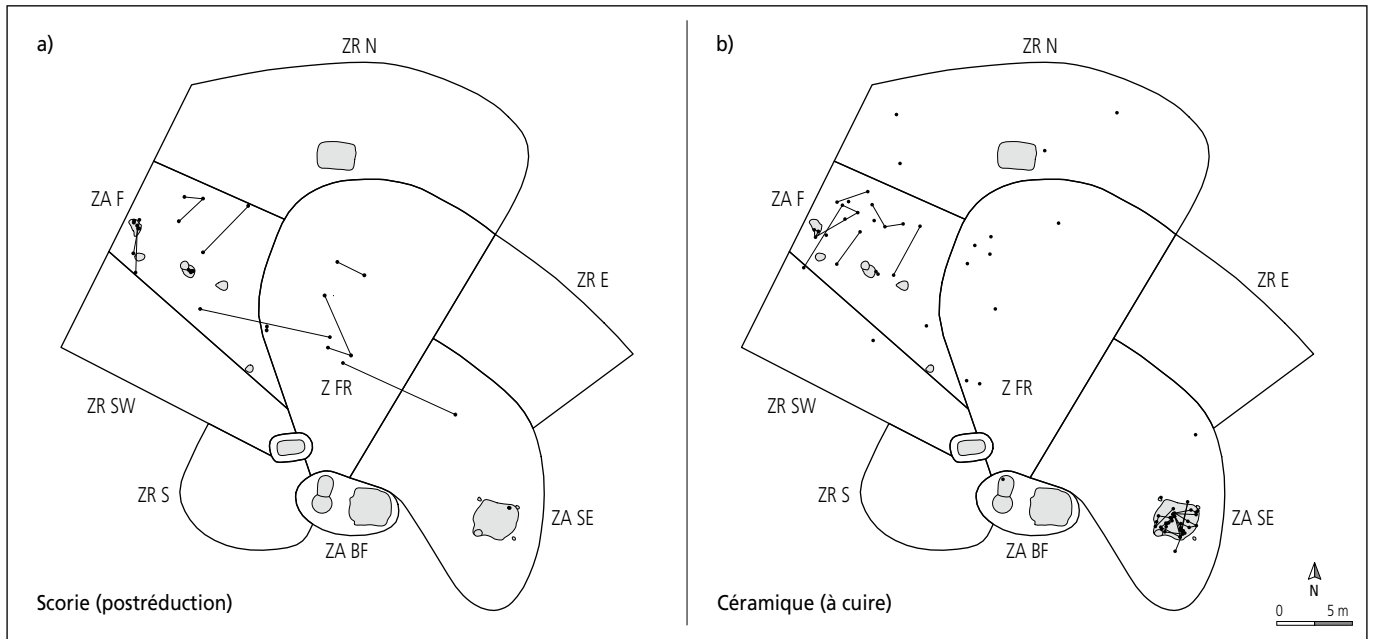 a)
ZR N
ZA F
ZR E
Z FR
ZR SW
ZR S
ZA SE
ZA BF
Scorie (postréduction)
b)
ZR N
ZA F
ZR E
Z FR
ZR SW
ZR S
ZA SE
ZA BF
N
0 5 m
Céramique (à cuire)